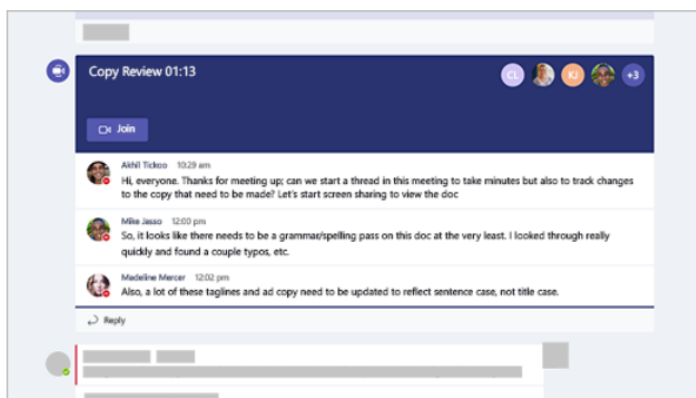 Copy Review 01:13
CL
KJ
+3
Join
Akhil Tickoo 10:29 am
Hi, everyone. Thanks for meeting up; can we start a thread in this meeting to take minutes but also to track changes
to the copy that need to be made? Let's start screen sharing to view the doc
Mike Jasso 12:00 pm
So, it looks like there needs to be a grammar/spelling pass on this doc at the very least. I looked through really
quickly and found a couple typos, etc.
Madeline Mercer 12:02 pm
Also, a lot of these taglines and ad copy need to be updated to reflect sentence case, not title case.
Reply